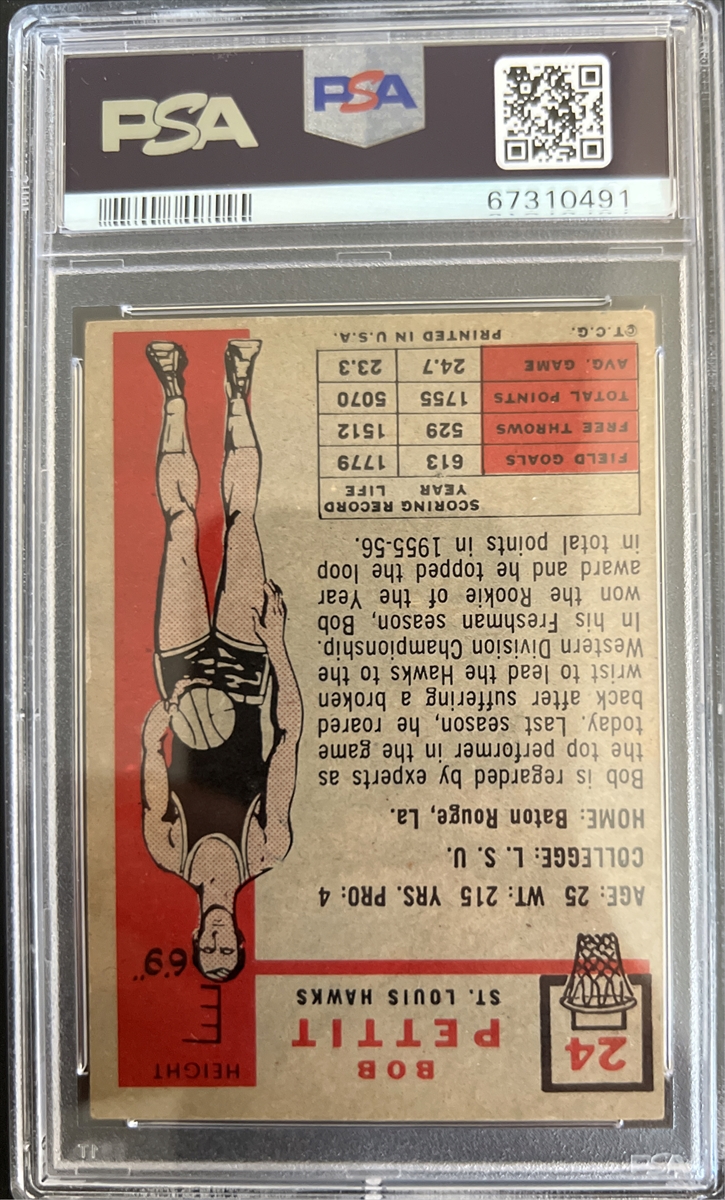 PSA
PSA
67310491
24
BOB
PETTIT
ST. LOUIS HAWKS
HEIGHT
6'9"
AGE: 25 WT: 215 YRS. PRO: 4
COLLEGGE: L. S. U.
HOME: Baton Rouge, La.
Bob is regarded by experts as
the top performer in the game
today. Last season, he roared
back after suffering a broken
wrist to lead the Hawks to the
Western Division Championship.
In his Freshman season, Bob
won the Rookie of the Year
award and he topped the loop
in total points in 1955-56.
SCORING RECORD
YEAR LIFE
FIELD GOALS 613 1779
FREE THROWS 529 1512
TOTAL POINTS 1755 5070
AVG. GAME 24.7 23.3
©T.C.G. PRINTED IN U.S.A.
PSA